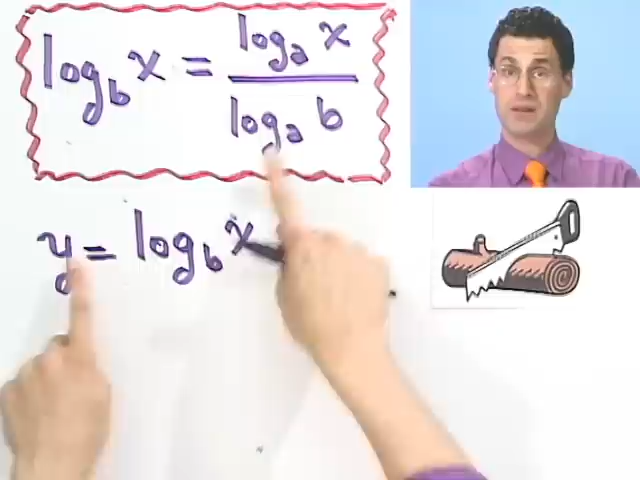 log_b x = log_a x / log_a b
y = log_b x